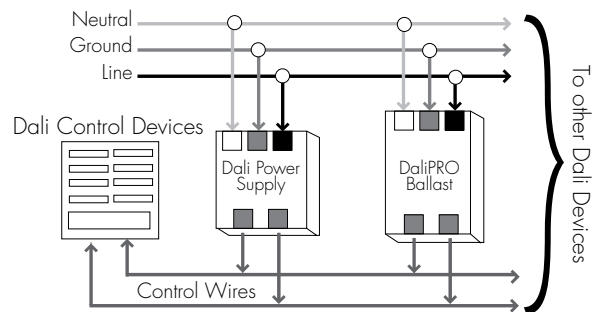 Neutral
Ground
Line
Dali Control Devices
Dali Power
Supply
DaliPRO
Ballast
Control Wires
To other Dali Devices